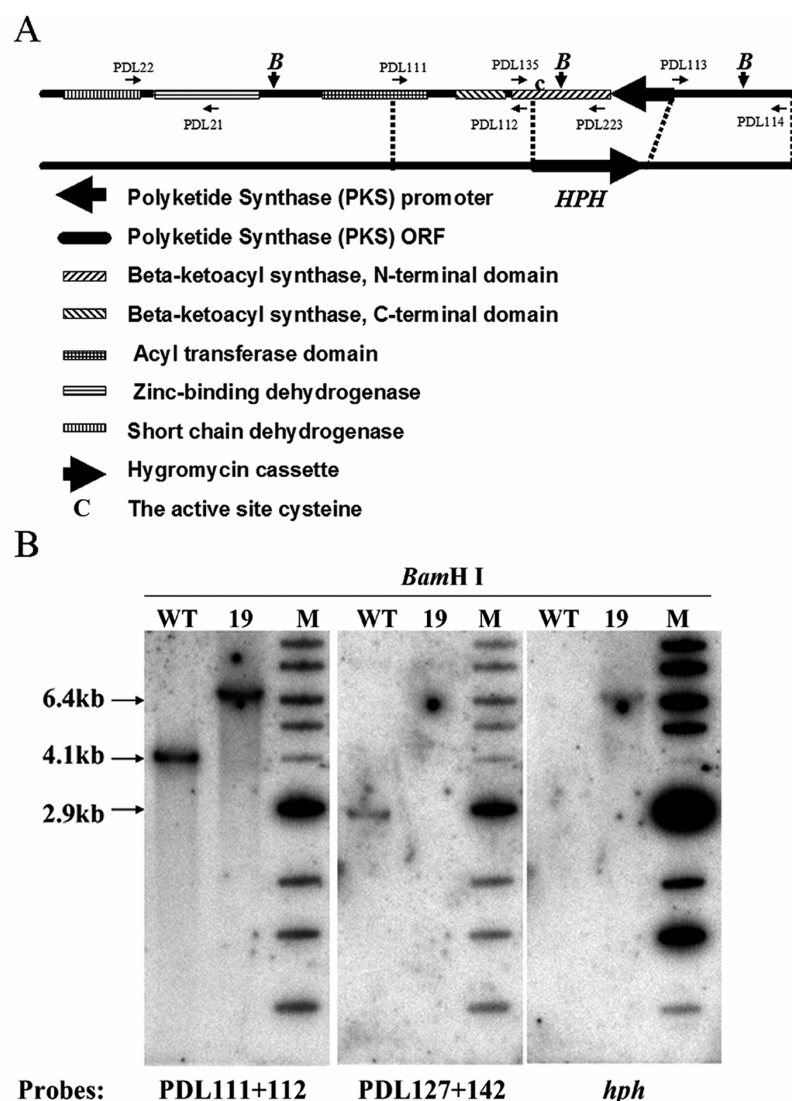 A
PDL22 B PDL111 PDL135 c B PDL113 B
PDL21 PDL112 PDL223 PDL114
HPH
Polyketide Synthase (PKS) promoter
Polyketide Synthase (PKS) ORF
Beta-ketoacyl synthase, N-terminal domain
Beta-ketoacyl synthase, C-terminal domain
Acyl transferase domain
Zinc-binding dehydrogenase
Short chain dehydrogenase
Hygromycin cassette
C The active site cysteine
B
BamH I
WT 19 M WT 19 M WT 19 M
6.4kb
4.1kb
2.9kb
Probes: PDL111+112 PDL127+142 hph